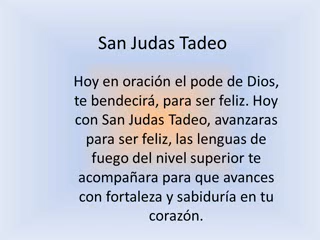 San Judas Tadeo
Hoy en oración el pode de Dios,
te bendecirá, para ser feliz. Hoy
con San Judas Tadeo, avanzaras
para ser feliz, las lenguas de
fuego del nivel superior te
acompañara para que avances
con fortaleza y sabiduría en tu
corazón.